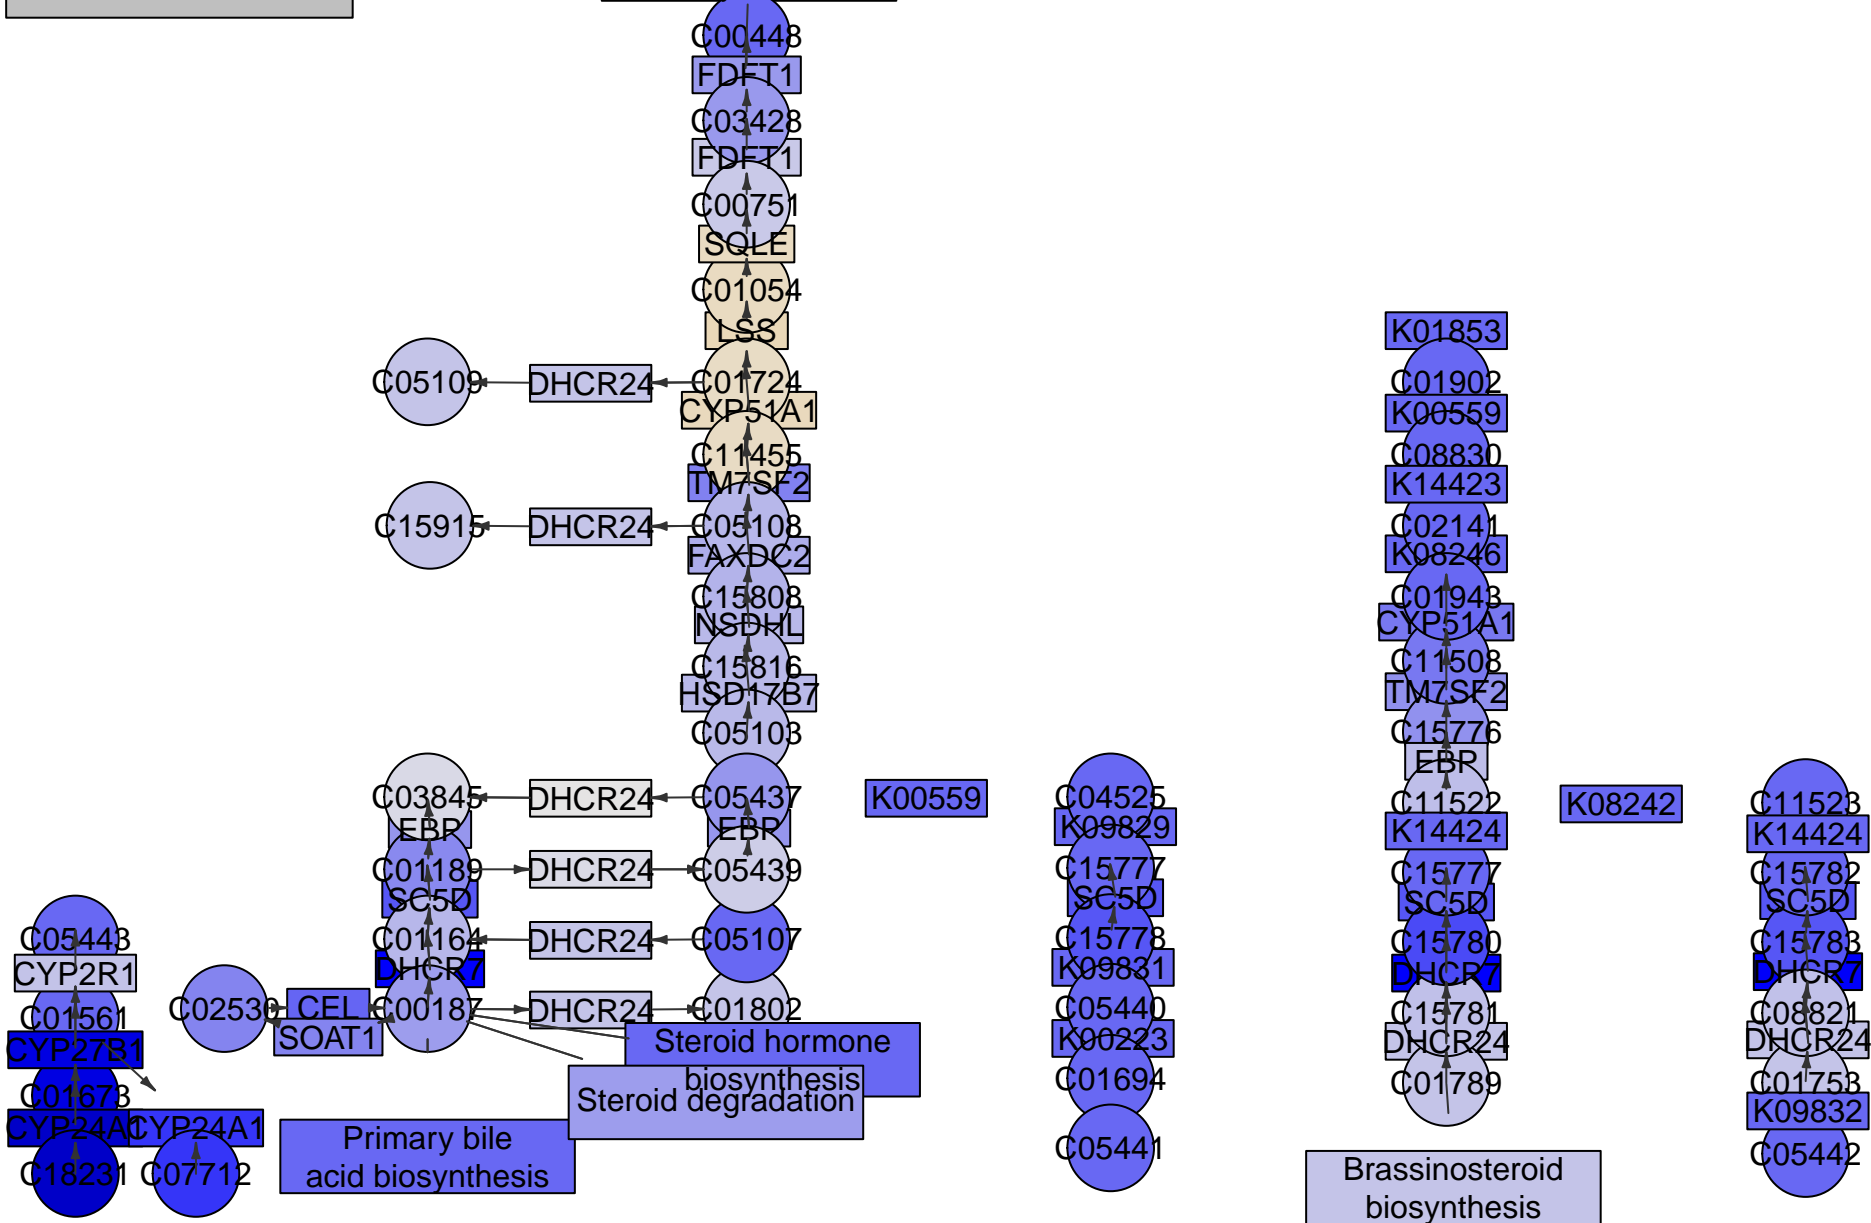 C00448
FDFT1
C03428
FDFT1
C00751
SQLE
C01054
LSS
C05109
DHCR24
C01724
CYP51A1
C11455
TM7SF2
C15915
DHCR24
C05108
FAXDC2
C15808
NSDHL
C15816
HSD17B7
C05103
C03845
DHCR24
C05437
EBP
EBP
C01189
DHCR24
C05439
SC5D
C01164
DHCR24
C05107
DHCR7
C02530
CEL
SOAT1
C00187
DHCR24
C01802
C05443
CYP2R1
C01561
CYP27B1
C01673
CYP24A1
CYP24A1
C18231
C07712
Steroid hormone
biosynthesis
Steroid degradation
Primary bile
acid biosynthesis
K00559
C04525
K09829
C15777
SC5D
C15778
K09831
C05440
K00223
C01694
C05441
K01853
C01902
K00559
C08830
K14423
C02141
K08246
C01943
CYP51A1
C11508
TM7SF2
C15776
EBP
C11522
K14424
C15777
SC5D
C15780
DHCR7
C15781
DHCR24
C01789
Brassinosteroid
biosynthesis
K08242
C11523
K14424
C15782
SC5D
C15783
DHCR7
C08821
DHCR24
C01753
K09832
C05442